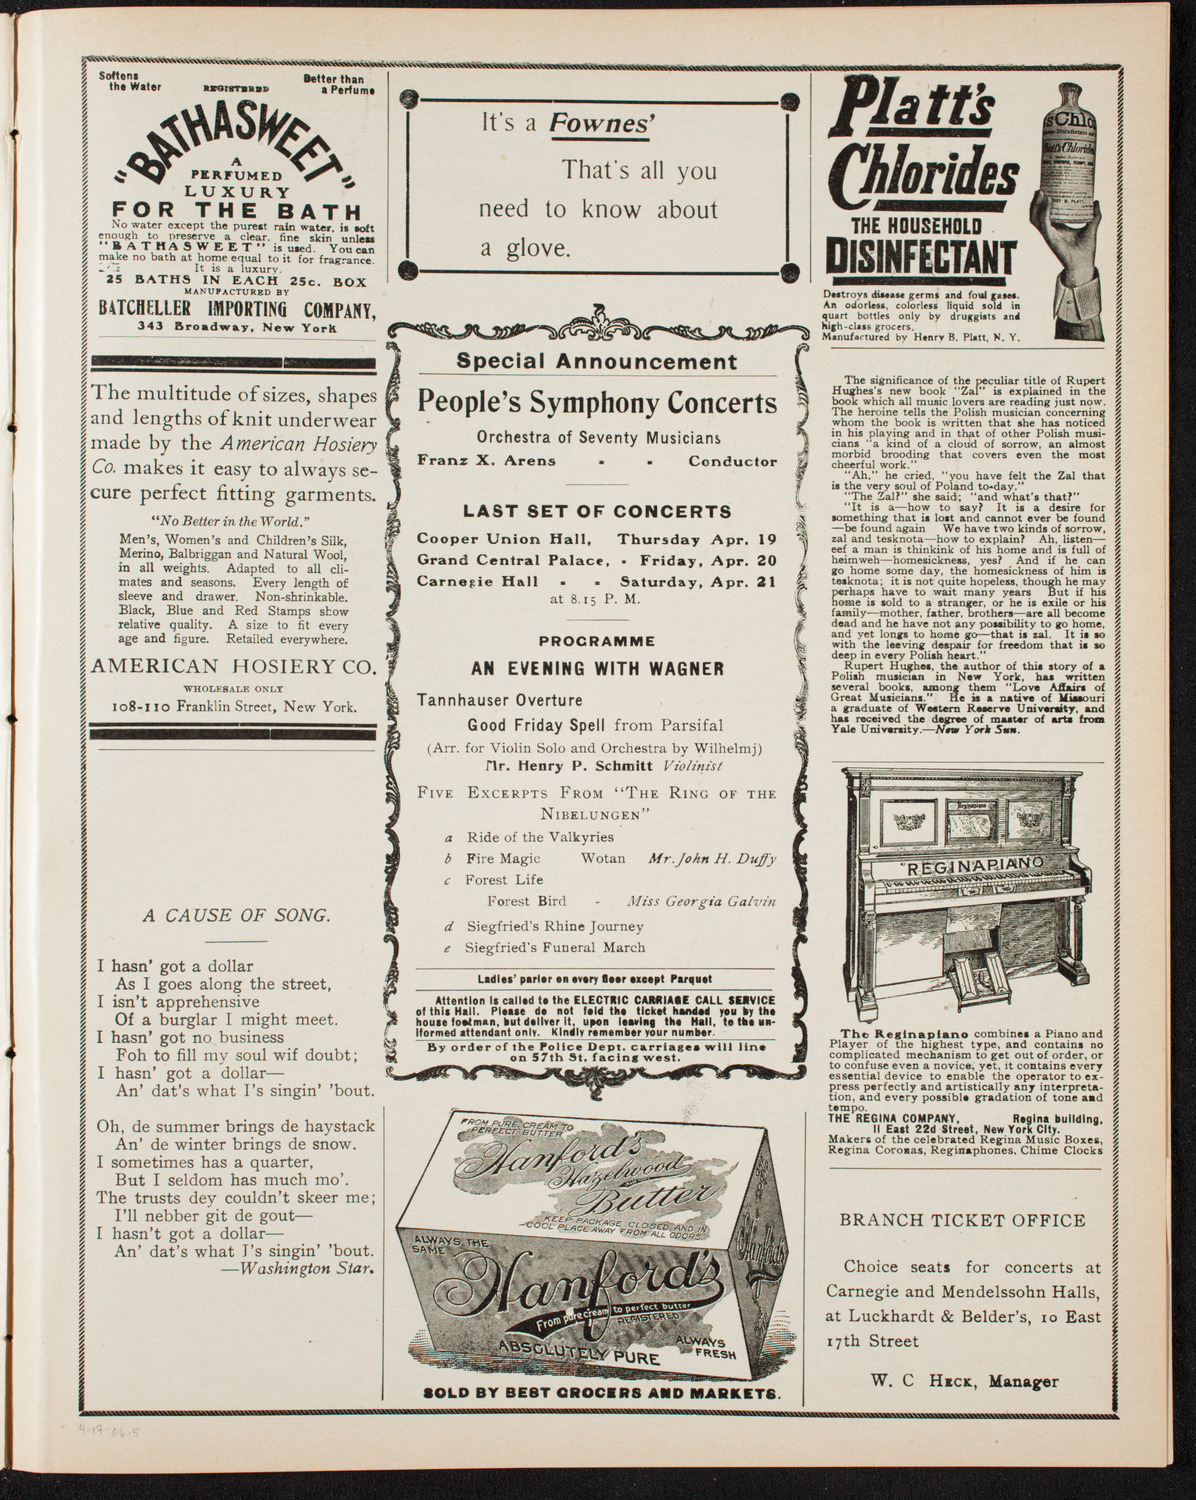 Softens
the Water
REGISTERED
Better than
a Perfume
"BATHASWEET"
A
PERFUMED
LUXURY
FOR THE BATH
No water except the purest rain water, is soft
enough to preserve a clear, fine skin unless
"BATHASWEET" is used. You can
make no bath at home equal to it for fragrance.
It is a luxury.
25 BATHS IN EACH 25c. BOX
MANUFACTURED BY
BATCHELLER IMPORTING COMPANY,
343 Broadway, New York
The multitude of sizes, shapes
and lengths of knit underwear
made by the American Hosiery
Co. makes it easy to always se-
cure perfect fitting garments.
"No Better in the World."
Men's, Women's and Children's Silk,
Merino, Balbriggan and Natural Wool,
in all weights. Adapted to all cli-
mates and seasons. Every length of
sleeve and drawer. Non-shrinkable.
Black, Blue and Red Stamps show
relative quality. A size to fit every
age and figure. Retailed everywhere.
AMERICAN HOSIERY CO.
WHOLESALE ONLY
108-110 Franklin Street, New York.
A CAUSE OF SONG.
I hasn' got a dollar
As I goes along the street,
I isn't apprehensive
Of a burglar I might meet.
I hasn' got no business
Foh to fill my soul wif doubt;
I hasn' got a dollar—
An' dat's what I's singin' 'bout.
Oh, de summer brings de haystack
An' de winter brings de snow.
I sometimes has a quarter,
But I seldom has much mo'.
The trusts dey couldn't skeer me;
I'll nebber git de gout—
I hasn't got a dollar—
An' dat's what I's singin' 'bout.
—Washington Star.
It's a Fownes'
That's all you
need to know about
a glove.
Special Announcement
People's Symphony Concerts
Orchestra of Seventy Musicians
Franz X. Arens - - Conductor
LAST SET OF CONCERTS
Cooper Union Hall, Thursday Apr. 19
Grand Central Palace, - Friday, Apr. 20
Carnegie Hall - - Saturday, Apr. 21
at 8.15 P. M.
PROGRAMME
AN EVENING WITH WAGNER
Tannhauser Overture
Good Friday Spell from Parsifal
(Arr. for Violin Solo and Orchestra by Wilhelmj)
Mr. Henry P. Schmitt Violinist
FIVE EXCERPTS FROM "THE RING OF THE
NIBELUNGEN"
a Ride of the Valkyries
b Fire Magic Wotan Mr. John H. Duffy
c Forest Life
Forest Bird - Miss Georgia Galvin
d Siegfried's Rhine Journey
e Siegfried's Funeral March
Ladies' parlor on every floor except Parquet
Attention is called to the ELECTRIC CARRIAGE CALL SERVICE
of this Hall. Please do not fold the ticket handed you by the
house footman, but deliver it, upon leaving the Hall, to the un-
iformed attendant only. Kindly remember your number.
By order of the Police Dept. carriages will line
on 57th St. facing west.
FROM PURE CREAM TO
PERFECT BUTTER
Hanford's
Hazelwood
Butter
KEEP PACKAGE CLOSED AND IN
COOL PLACE AWAY FROM ALL ODORS.
ALWAYS THE
SAME
Hanford's
Hanford's
From pure cream to perfect butter
REGISTERED
ABSOLUTELY PURE
ALWAYS
FRESH
SOLD BY BEST GROCERS AND MARKETS.
Platt's
Chlorides
THE HOUSEHOLD
DISINFECTANT
Destroys disease germs and foul gases.
An odorless, colorless liquid sold in
quart bottles only by druggists and
high-class grocers.
Manufactured by Henry B. Platt, N. Y.
The significance of the peculiar title of Rupert
Hughes's new book "Zal" is explained in the
book which all music lovers are reading just now.
The heroine tells the Polish musician concerning
whom the book is written that she has noticed
in his playing and in that of other Polish musi-
cians "a kind of a cloud of sorrow, an almost
morbid brooding that covers even the most
cheerful work."
"Ah," he cried, "you have felt the Zal that
is the very soul of Poland to-day."
"The Zal?" she said; "and what's that?"
"It is a—how to say? It is a desire for
something that is lost and cannot ever be found
—be found again We have two kinds of sorrow,
zal and tesknota—how to explain? Ah, listen—
eef a man is thinkink of his home and is full of
heimweh—homesickness, yes? And if he can
go home some day, the homesickness of him is
tesknota; it is not quite hopeless, though he may
perhaps have to wait many years But if his
home is sold to a stranger, or he is exile or his
family—mother, father, brothers—are all become
dead and he have not any possibility to go home,
and yet longs to home go—that is zal. It is so
with the leeving despair for freedom that is so
deep in every Polish heart."
Rupert Hughes, the author of this story of a
Polish musieian in New York, has written
several books, among them "Love Affairs of
Great Musieians." He is a native of Missouri
a graduate of Western Reserve University, and
has received the degree of master of arts from
Yale University.—New York Sun.
Reginapiano
REGINAPIANO
The Reginapiano combines a Piano and
Player of the highest type, and contains no
complicated mechanism to get out of order, or
to confuse even a novice, yet, it contains every
essential device to enable the operator to ex-
press perfectly and artistically any interpreta-
tion, and every possible gradation of tone and
tempo.
THE REGINA COMPANY, Regina building,
11 East 22d Street, New York City.
Makers of the celebrated Regina Music Boxes,
Regina Coronas, Reginaphones, Chime Clocks
BRANCH TICKET OFFICE
Choice seats for concerts at
Carnegie and Mendelssohn Halls,
at Luckhardt & Belder's, 10 East
17th Street
W. C HECK, Manager
4-17-06.5